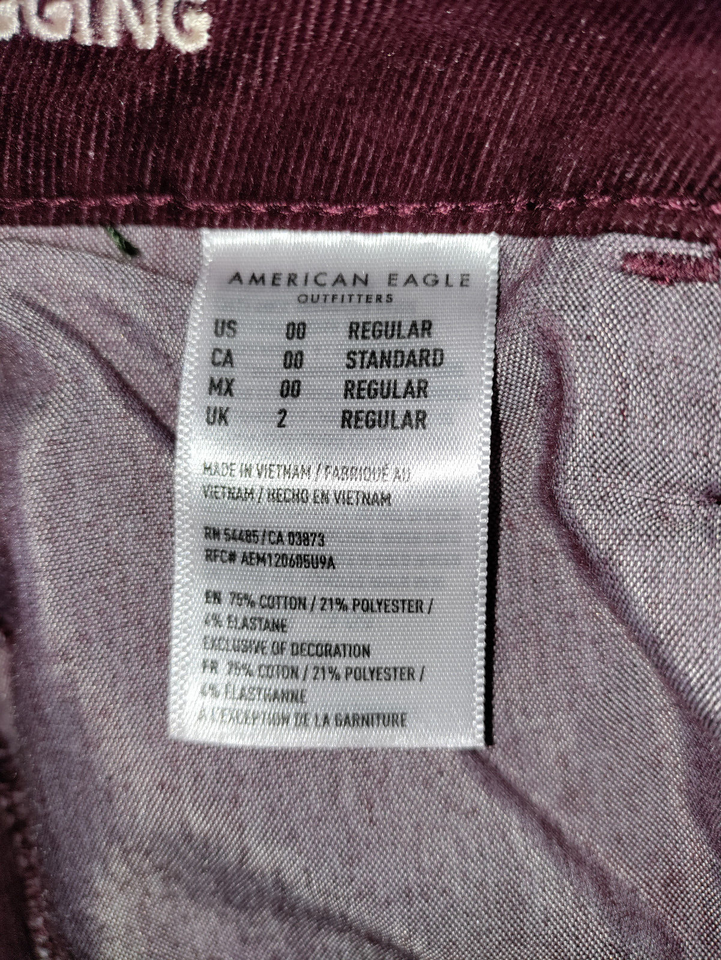 GGING
AMERICAN EAGLE
OUTFITTERS
US 00 REGULAR
CA 00 STANDARD
MX 00 REGULAR
UK 2 REGULAR
MADE IN VIETNAM / FABRIQUÉ AU
VIETNAM / HECHO EN VIETNAM
RN 54485 / CA 03873
RFC# AEM120605U9A
EN 75% COTTON / 21% POLYESTER /
4% ELASTANE
EXCLUSIVE OF DECORATION
FR 75% COTON / 21% POLYESTER /
4% ÉLASTHANNE
À L'EXCEPTION DE LA GARNITURE